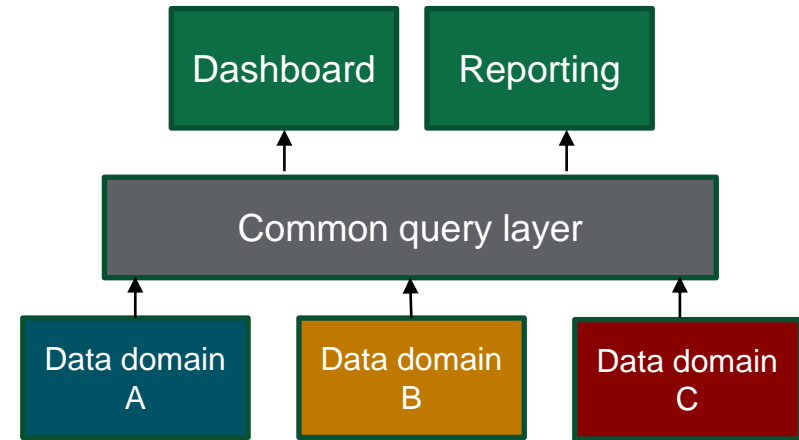 Dashboard
Reporting
Common query layer
Data domain
A
Data domain
B
Data domain
C